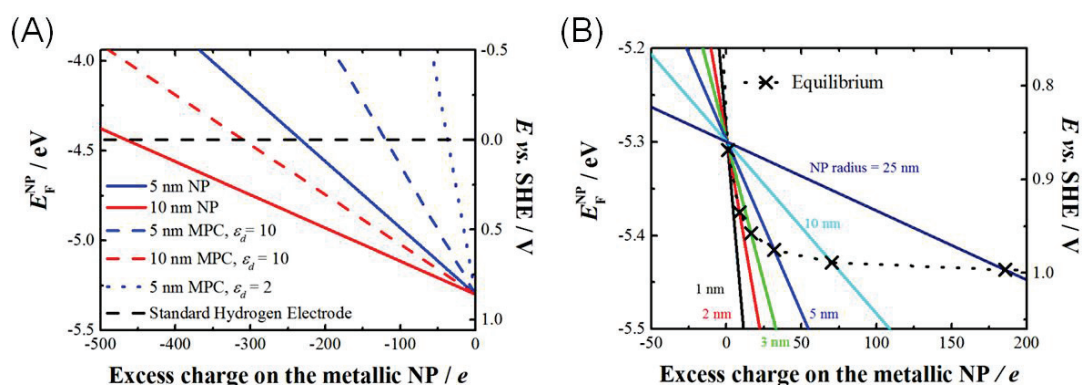 (A)
-4.0
-4.5
-5.0
-5.5
E_F^NP / eV
-0.5
0.0
0.5
1.0
E vs. SHE / V
5 nm NP
10 nm NP
5 nm MPC, ε_d = 10
10 nm MPC, ε_d = 10
5 nm MPC, ε_d = 2
Standard Hydrogen Electrode
-500 -400 -300 -200 -100 0
Excess charge on the metallic NP / e
(B)
-5.2
-5.3
-5.4
-5.5
E_F^NP / eV
0.8
0.9
1.0
E vs. SHE / V
Equilibrium
NP radius = 25 nm
10 nm
1 nm
2 nm
3 nm
5 nm
-50 0 50 100 150 200
Excess charge on the metallic NP / e